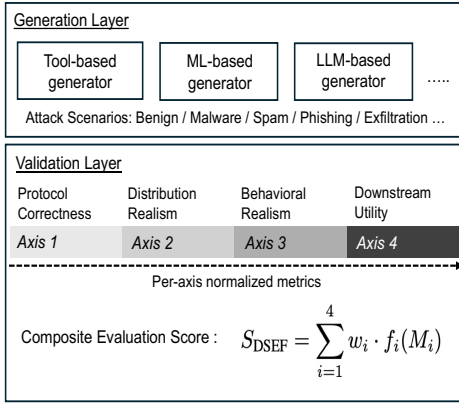 Generation Layer
Tool-based generator
ML-based generator
LLM-based generator
.....
Attack Scenarios: Benign / Malware / Spam / Phishing / Exfiltration ...
Validation Layer
Protocol Correctness
Distribution Realism
Behavioral Realism
Downstream Utility
Axis 1
Axis 2
Axis 3
Axis 4
Per-axis normalized metrics
Composite Evaluation Score : S_DSEF = ∑_{i=1}^{4} w_i · f_i(M_i)